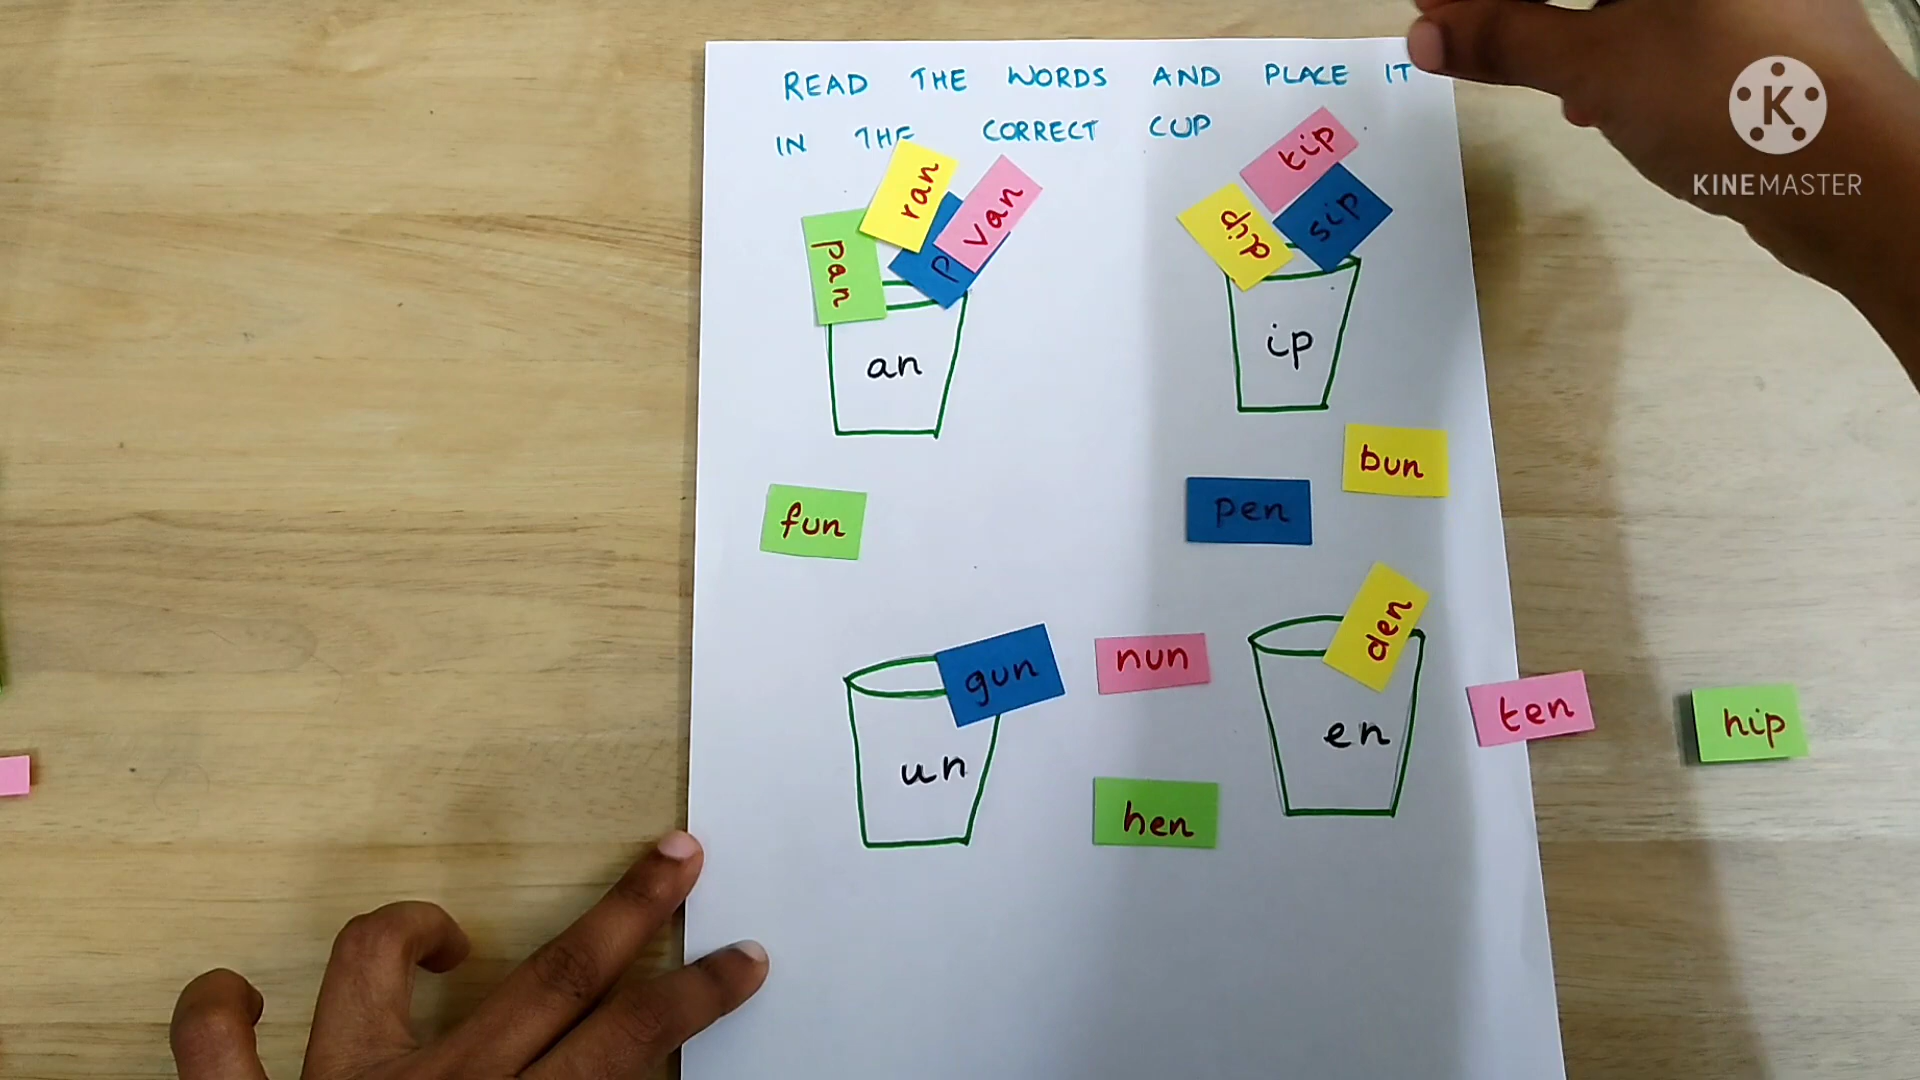 READ THE WORDS AND PLACE IT
IN THE CORRECT CUP
KINEMASTER
ran
van
pan
tip
sip
dip
an
ip
bun
pen
fun
den
gun
nun
ten
hip
un
en
hen